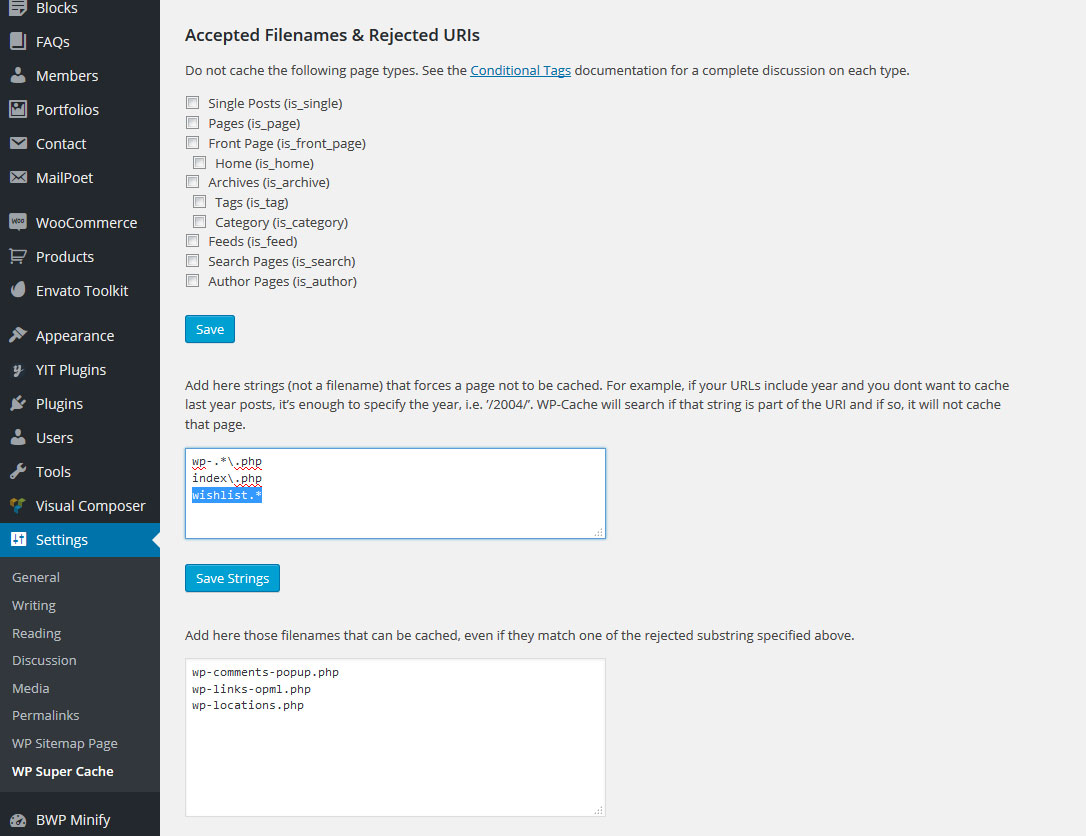 Blocks
FAQs
Members
Portfolios
Contact
MailPoet
WOO WooCommerce
Products
Envato Toolkit
Appearance
YIT Plugins
Plugins
Users
Tools
Visual Composer
Settings
General
Writing
Reading
Discussion
Media
Permalinks
WP Sitemap Page
WP Super Cache
BWP Minify
Accepted Filenames & Rejected URIs
Do not cache the following page types. See the Conditional Tags documentation for a complete discussion on each type.
Single Posts (is_single)
Pages (is_page)
Front Page (is_front_page)
Home (is_home)
Archives (is_archive)
Tags (is_tag)
Category (is_category)
Feeds (is_feed)
Search Pages (is_search)
Author Pages (is_author)
Save
Add here strings (not a filename) that forces a page not to be cached. For example, if your URLs include year and you dont want to cache
last year posts, it’s enough to specify the year, i.e. ’/2004/’. WP-Cache will search if that string is part of the URI and if so, it will not cache
that page.
wp-.*\.php
index\.php
wishlist.*
Save Strings
Add here those filenames that can be cached, even if they match one of the rejected substring specified above.
wp-comments-popup.php
wp-links-opml.php
wp-locations.php